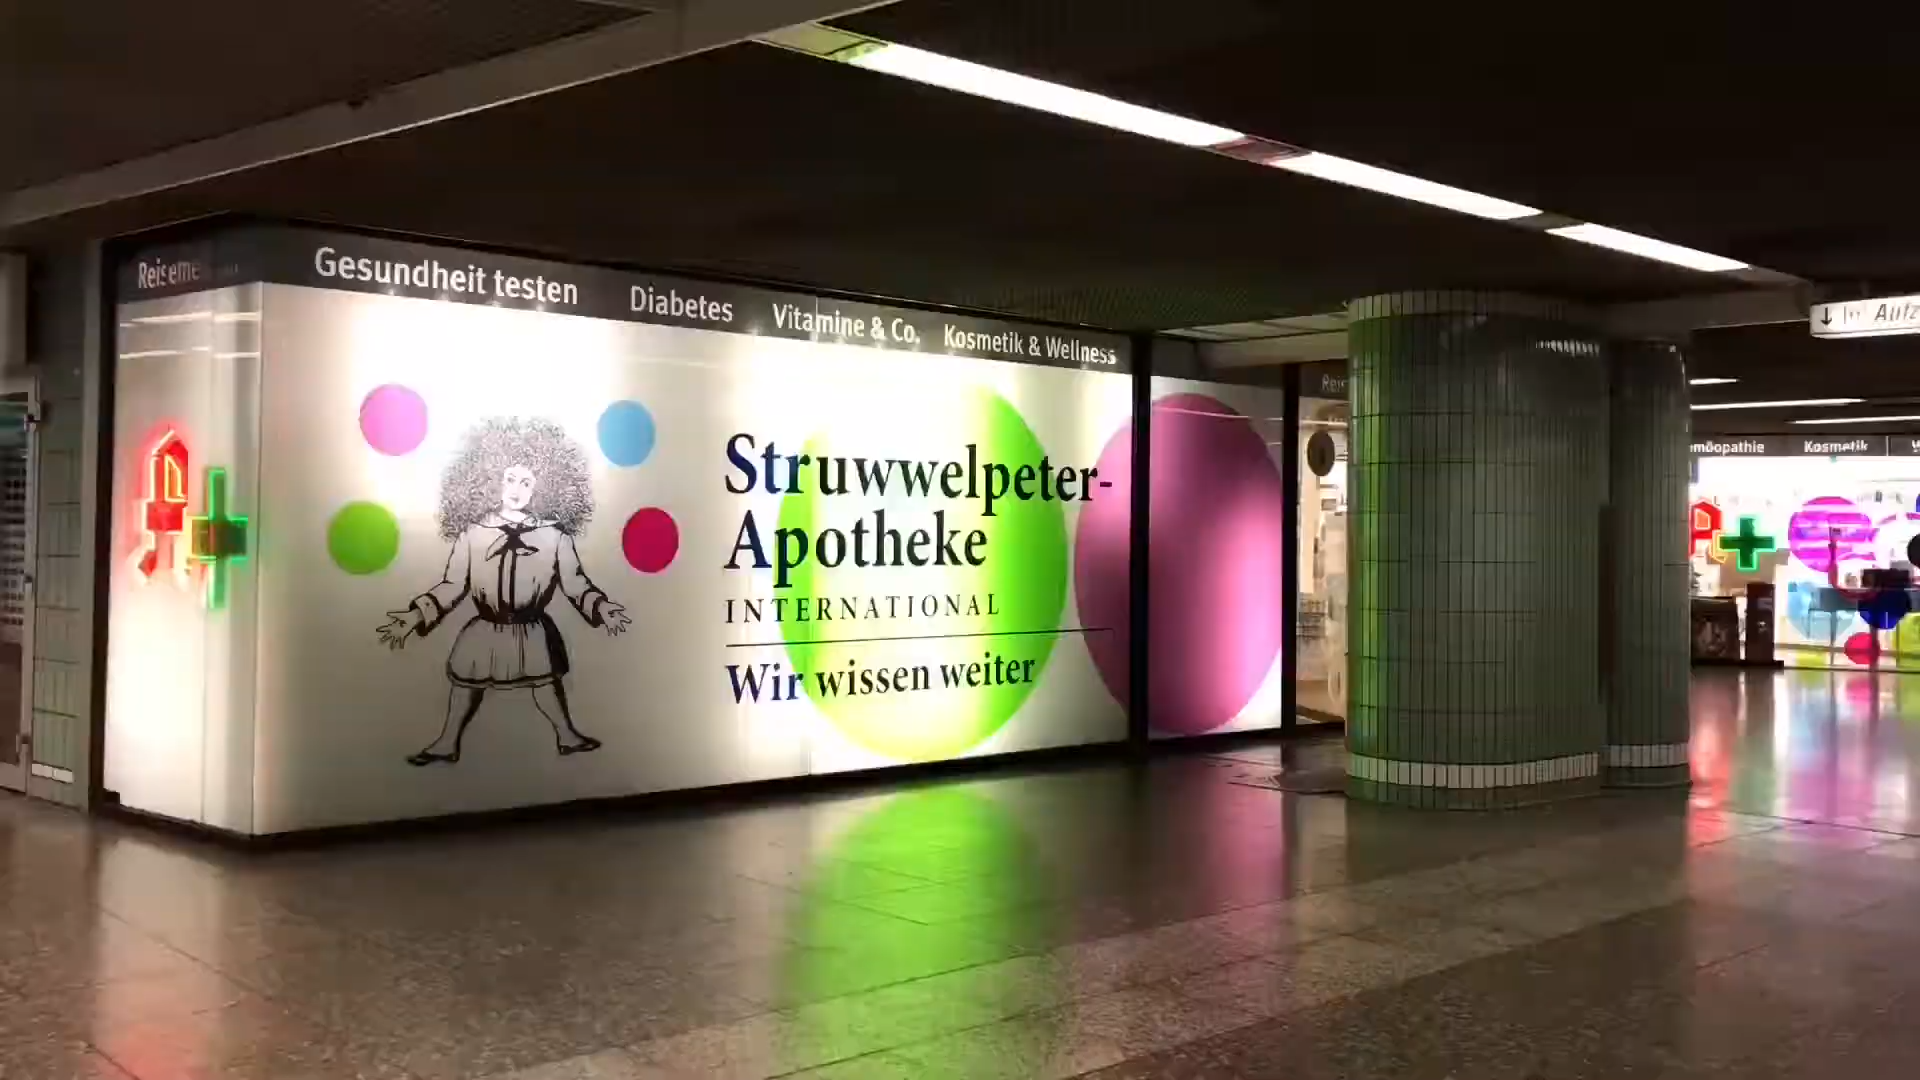 Gesundheit testen
Diabetes
Vitamine & Co.
Kosmetik & Wellness
Struwwelpeter-
Apotheke
INTERNATIONAL
Wir wissen weiter
Kosmetik